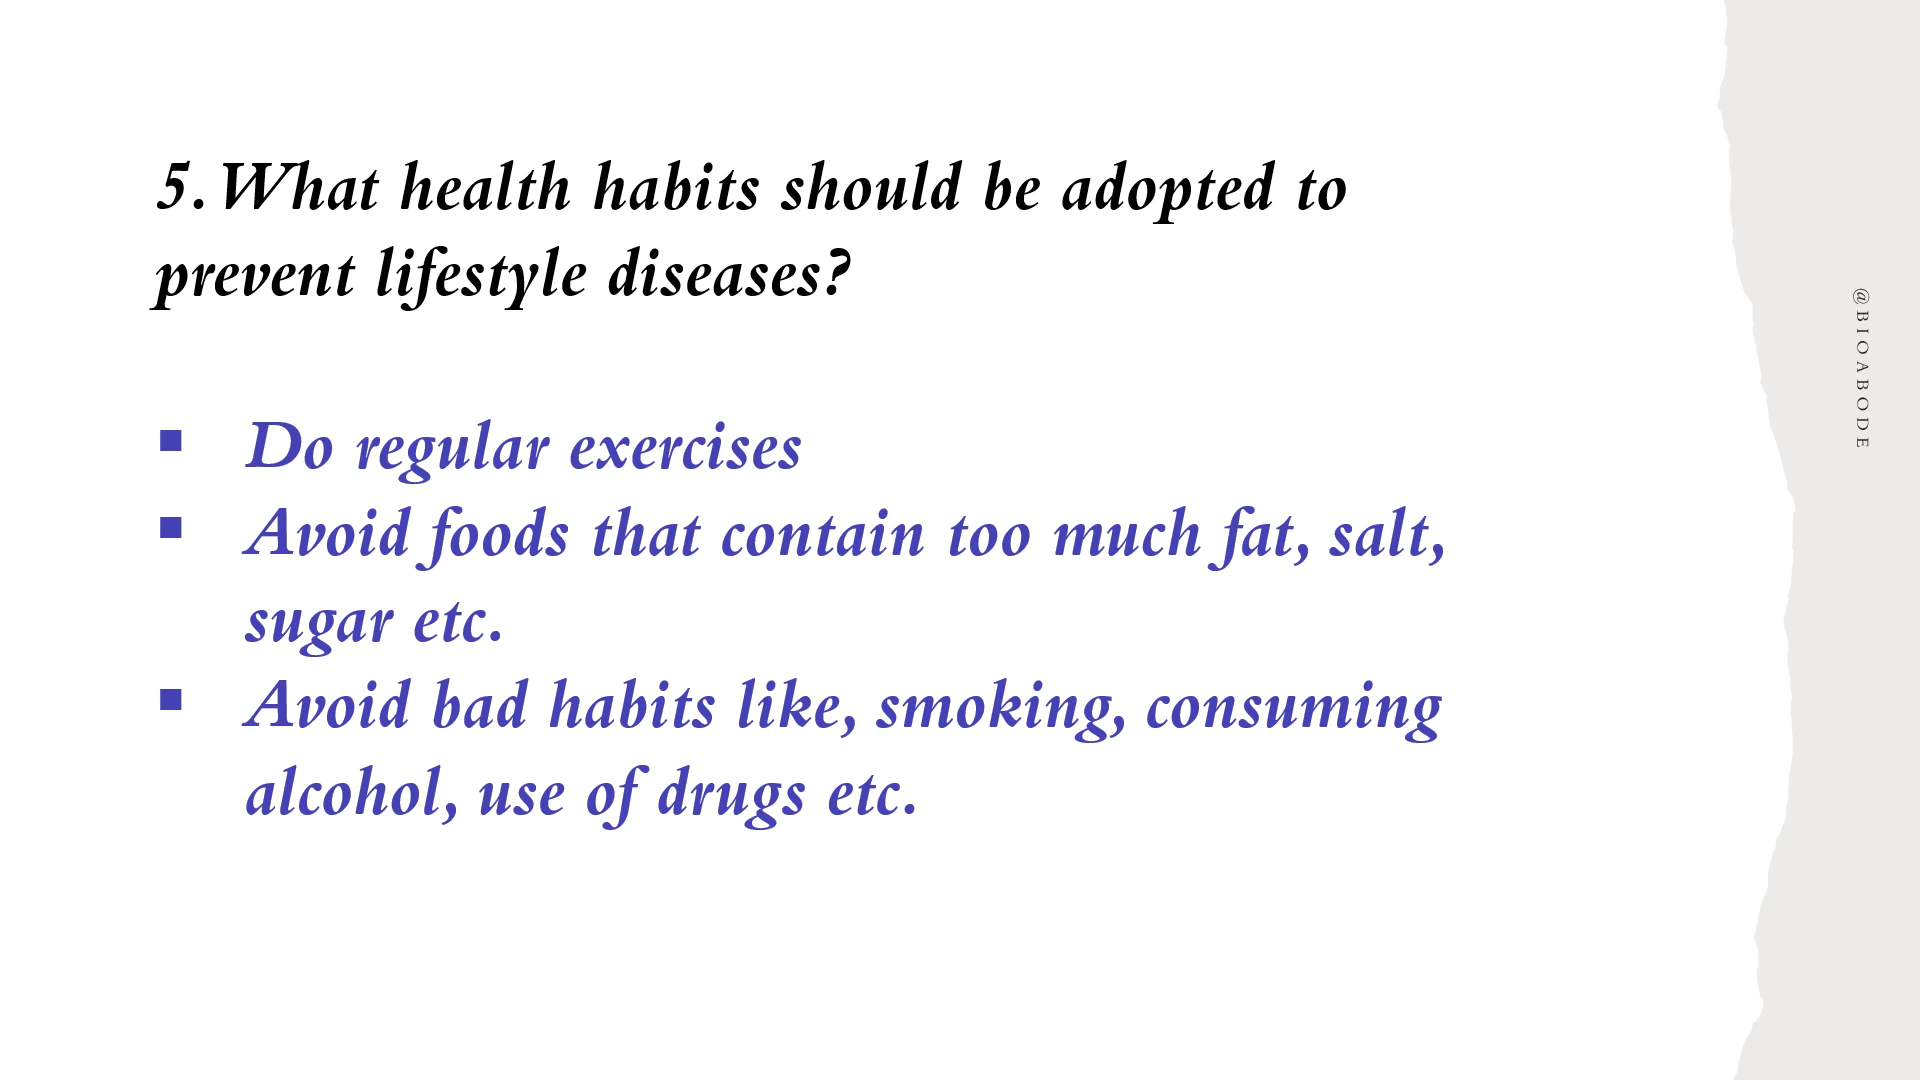 5. What health habits should be adopted to
prevent lifestyle diseases?
▪ Do regular exercises
▪ Avoid foods that contain too much fat, salt,
sugar etc.
▪ Avoid bad habits like, smoking, consuming
alcohol, use of drugs etc.
@BIOABODE